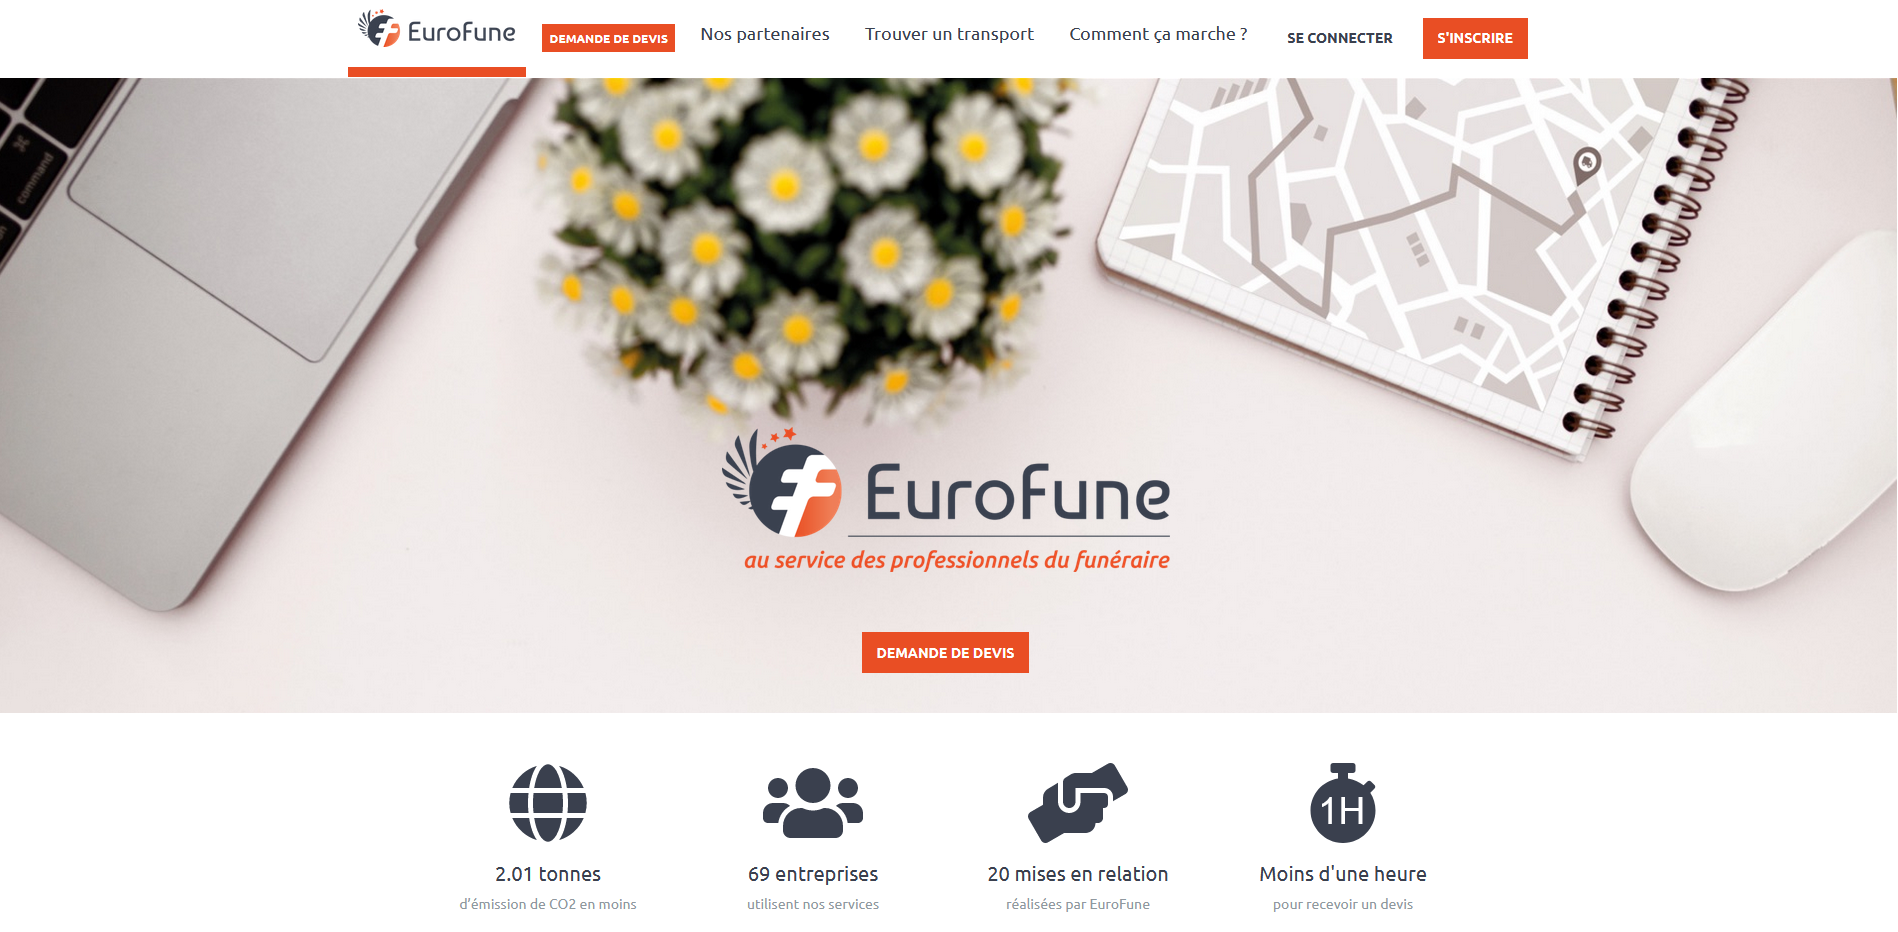 EuroFune
DEMANDE DE DEVIS
Nos partenaires
Trouver un transport
Comment ça marche ?
SE CONNECTER
S'INSCRIRE
⌘
command
EuroFune
au service des professionnels du funéraire
DEMANDE DE DEVIS
1H
2.01 tonnes
d’émission de CO2 en moins
69 entreprises
utilisent nos services
20 mises en relation
réalisées par EuroFune
Moins d'une heure
pour recevoir un devis